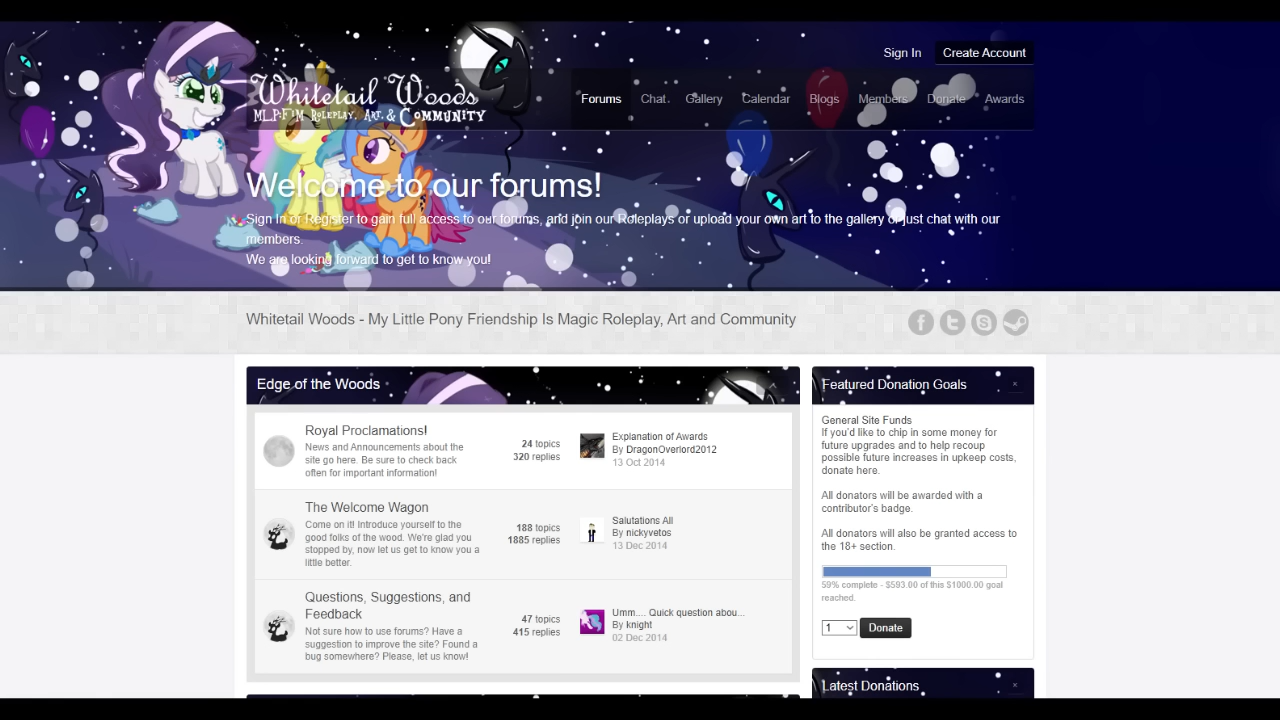 Sign In
Create Account
Whitetail Woods
MLP:FIM Roleplay, Art, & Community
Forums
Chat
Gallery
Calendar
Blogs
Members
Donate
Awards
Welcome to our forums!
Sign In or Register to gain full access to our forums, and join our Roleplays or upload your own art to the gallery or just chat with our
members.
We are looking forward to get to know you!
Whitetail Woods - My Little Pony Friendship Is Magic Roleplay, Art and Community
Edge of the Woods
Royal Proclamations!
News and Announcements about the
site go here. Be sure to check back
often for important information!
24 topics
320 replies
Explanation of Awards
By DragonOverlord2012
13 Oct 2014
The Welcome Wagon
Come on it! Introduce yourself to the
good folks of the wood. We're glad you
stopped by, now let us get to know you a
little better.
188 topics
1885 replies
Salutations All
By nickyvetos
13 Dec 2014
Questions, Suggestions, and
Feedback
Not sure how to use forums? Have a
suggestion to improve the site? Found a
bug somewhere? Please, let us know!
47 topics
415 replies
Umm.... Quick question abou...
By knight
02 Dec 2014
Featured Donation Goals
×
General Site Funds
If you'd like to chip in some money for
future upgrades and to help recoup
possible future increases in upkeep costs,
donate here.
All donators will be awarded with a
contributor's badge.
All donators will also be granted access to
the 18+ section.
59% complete - $593.00 of this $1000.00 goal
reached.
1
Donate
Latest Donations
×